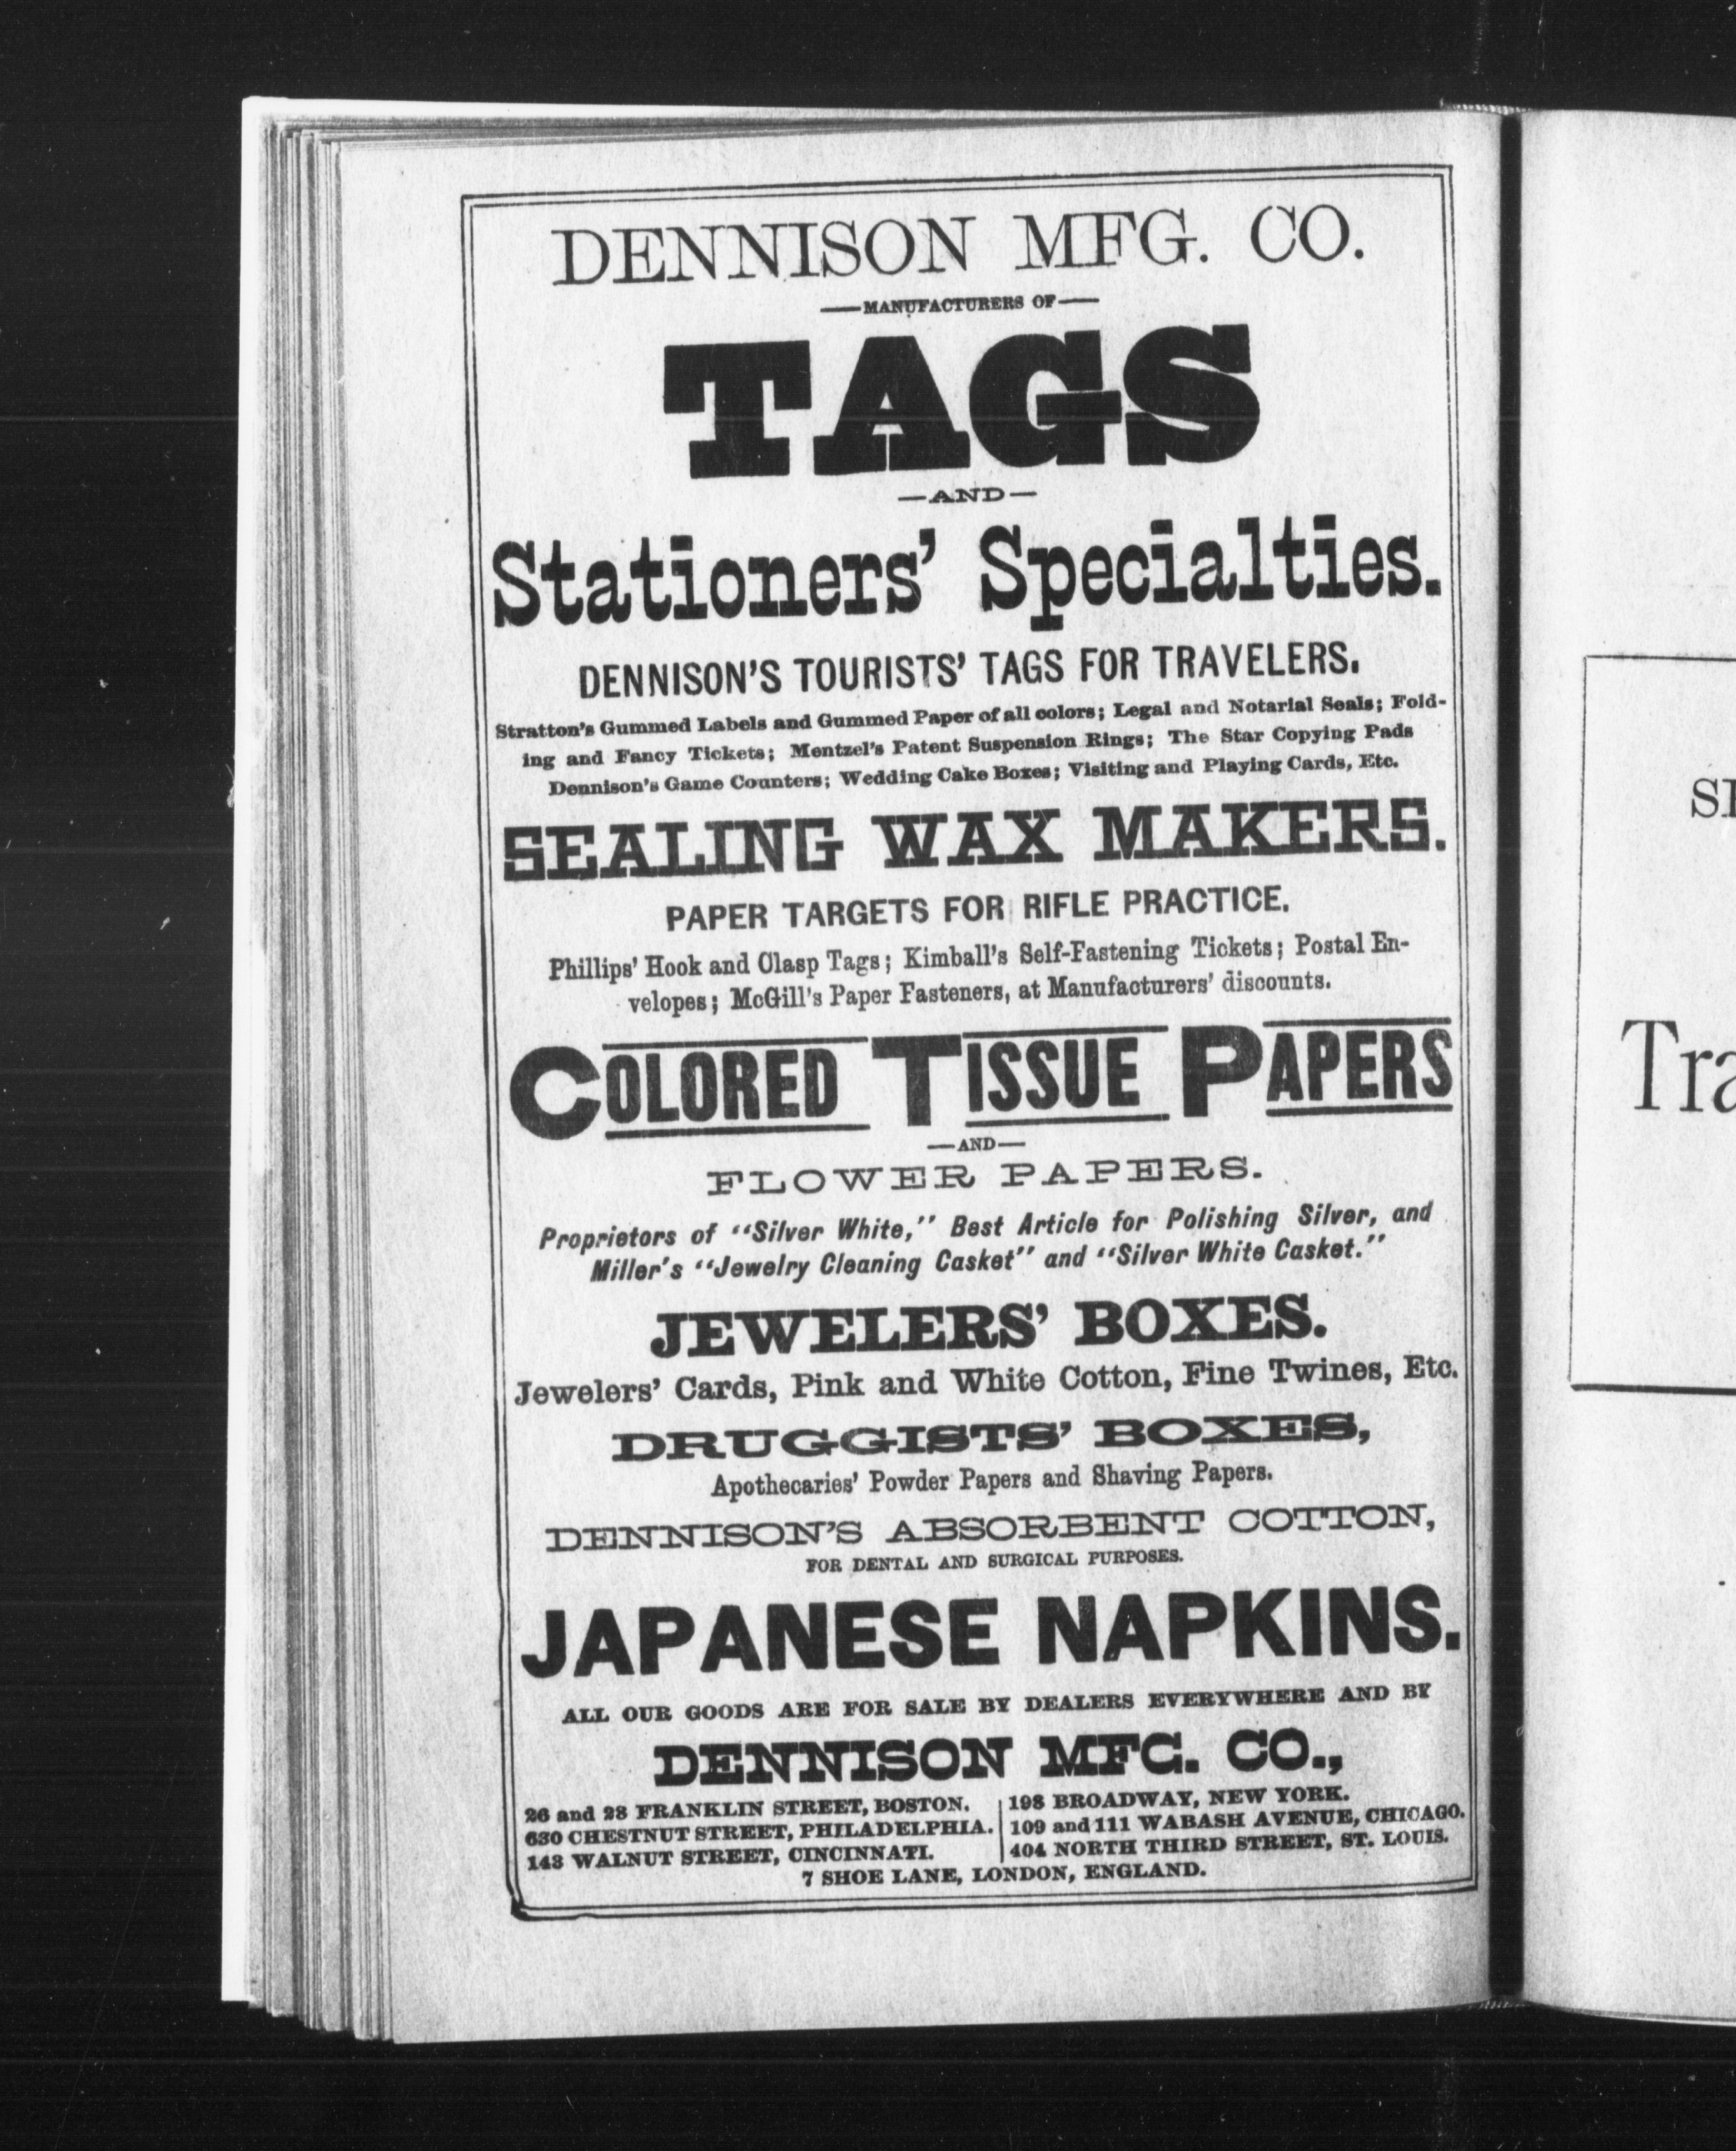 DENNISON MFG. CO.
—MANUFACTURERS OF—
TAGS
—AND—
Stationers' Specialties.
DENNISON'S TOURISTS' TAGS FOR TRAVELERS.
Stratton's Gummed Labels and Gummed Paper of all colors; Legal and Notarial Seals; Fold-
ing and Fancy Tickets; Mentzel's Patent Suspension Rings; The Star Copying Pads
Dennison's Game Counters; Wedding Cake Boxes; Visiting and Playing Cards, Etc.
SEALING WAX MAKERS.
PAPER TARGETS FOR RIFLE PRACTICE.
Phillips' Hook and Clasp Tags; Kimball's Self-Fastening Tickets; Postal En-
velopes; McGill's Paper Fasteners, at Manufacturers' discounts.
COLORED TISSUE PAPERS
—AND—
FLOWER PAPERS.
Proprietors of "Silver White," Best Article for Polishing Silver, and
Miller's "Jewelry Cleaning Casket" and "Silver White Casket."
JEWELERS' BOXES.
Jewelers' Cards, Pink and White Cotton, Fine Twines, Etc.
DRUGGISTS' BOXES,
Apothecaries' Powder Papers and Shaving Papers.
DENNISON'S ABSORBENT COTTON,
FOR DENTAL AND SURGICAL PURPOSES.
JAPANESE NAPKINS.
ALL OUR GOODS ARE FOR SALE BY DEALERS EVERYWHERE AND BY
DENNISON MFG. CO.,
26 and 28 FRANKLIN STREET, BOSTON.
630 CHESTNUT STREET, PHILADELPHIA.
143 WALNUT STREET, CINCINNATI.
198 BROADWAY, NEW YORK.
109 and 111 WABASH AVENUE, CHICAGO.
404 NORTH THIRD STREET, ST. LOUIS.
7 SHOE LANE, LONDON, ENGLAND.